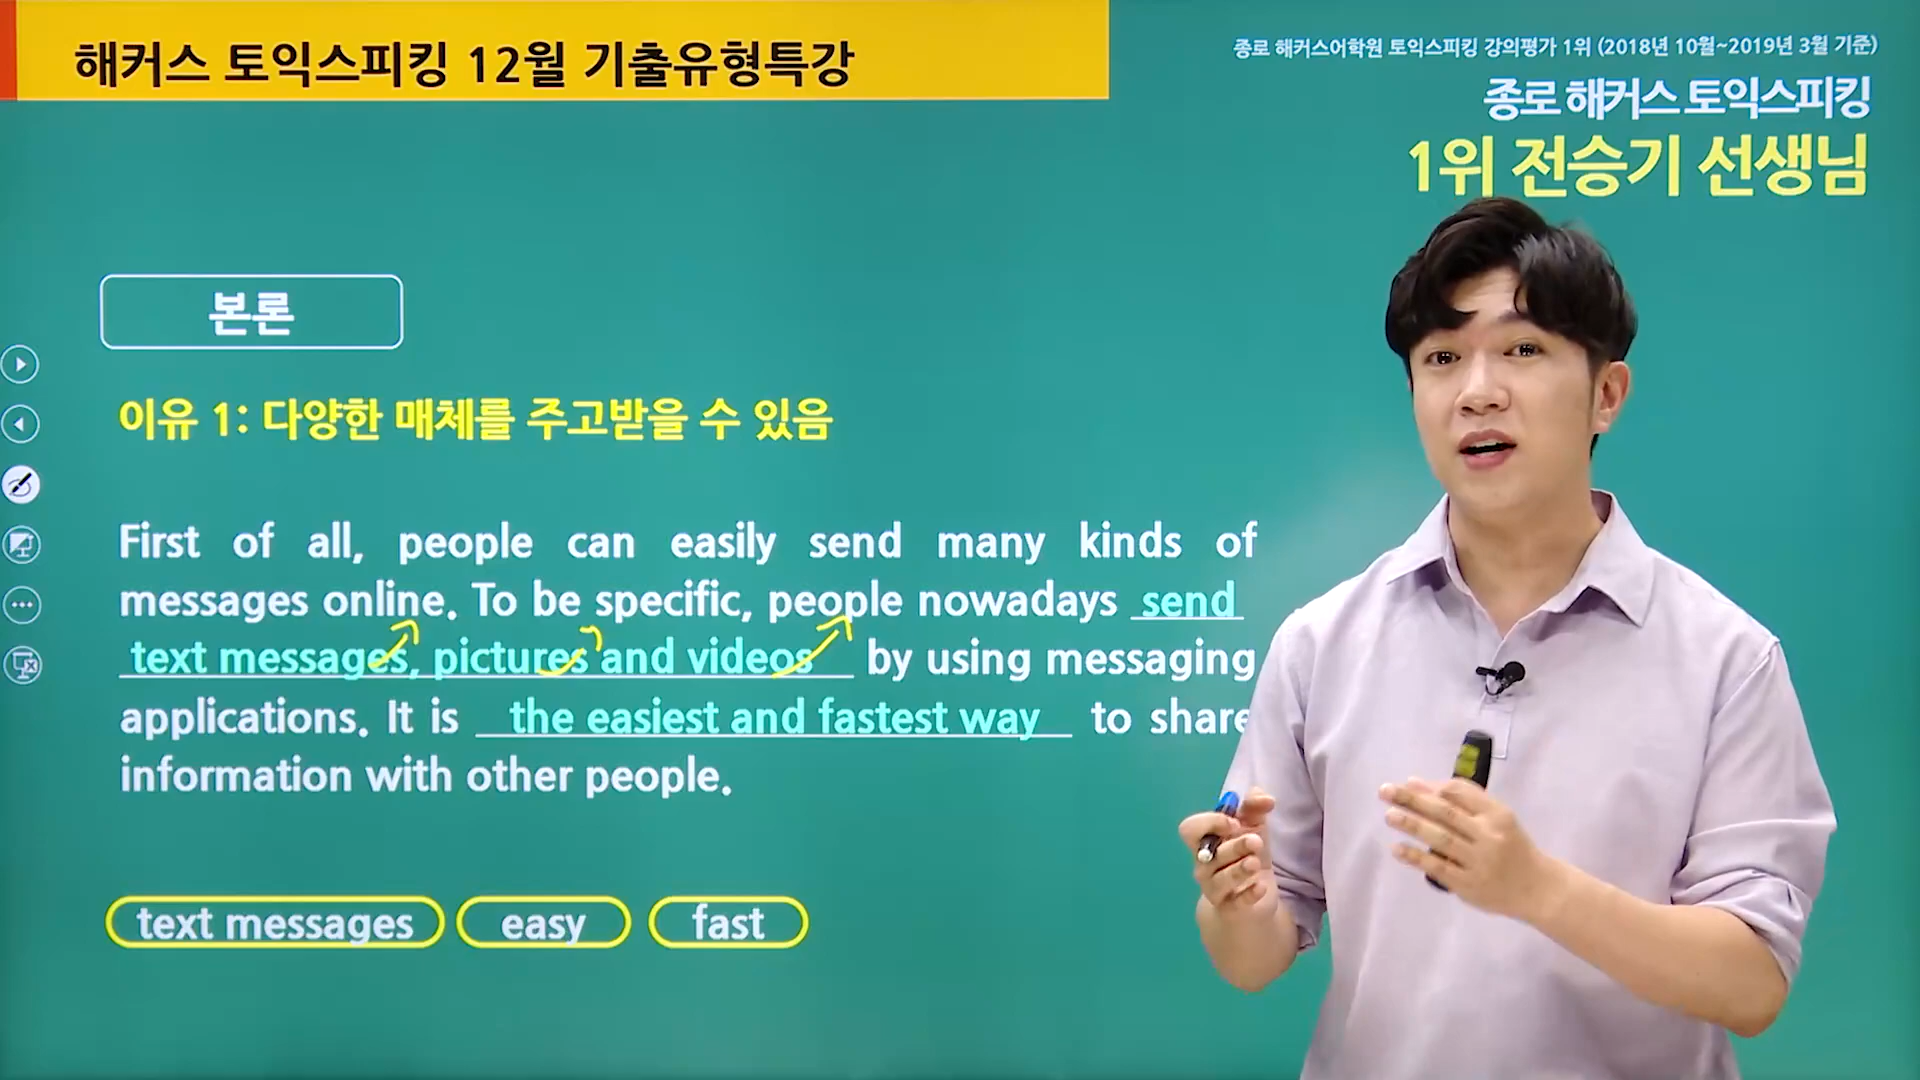 해커스 토익스피킹 12월 기출유형특강
종로 해커스어학원 토익스피킹 강의평가 1위 (2018년 10월~2019년 3월 기준)
종로 해커스 토익스피킹
1위 전승기 선생님
본론
이유 1: 다양한 매체를 주고받을 수 있음
First of all, people can easily send many kinds of
messages online. To be specific, people nowadays send
text messages, pictures and videos by using messaging
applications. It is the easiest and fastest way to share
information with other people.
text messages easy fast